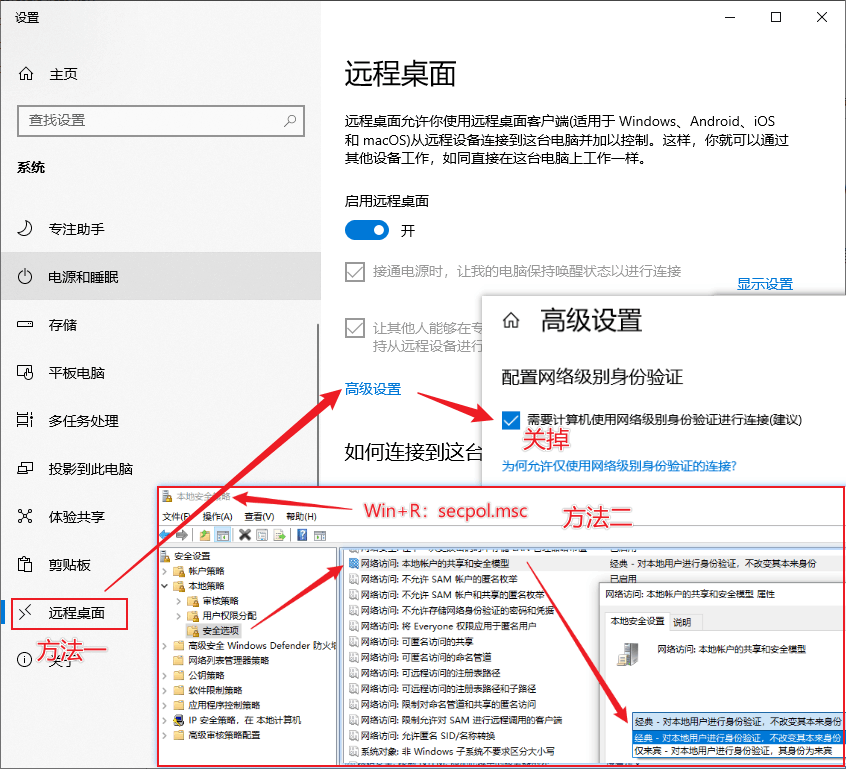 设置
主页
查找设置
系统
专注助手
电源和睡眠
存储
平板电脑
多任务处理
投影到此电脑
体验共享
剪贴板
远程桌面
方法一
远程桌面
远程桌面允许你使用远程桌面客户端(适用于 Windows、Android、iOS
和 macOS)从远程设备连接到这台电脑并加以控制。这样，你就可以通过
其他设备工作，如同直接在这台电脑上工作一样。
启用远程桌面
开
接通电源时，让我的电脑保持唤醒状态以进行连接
显示设置
让其他人能够在专
持从远程设备进行
高级设置
如何连接到这台
高级设置
配置网络级别身份验证
需要计算机使用网络级别身份验证进行连接(建议)
关掉
为何允许仅使用网络级别身份验证的连接?
本地安全策略
Win+R：secpol.msc
方法二
文件(F) 操作(A) 查看(V) 帮助(H)
安全设置
帐户策略
本地策略
审核策略
用户权限分配
安全选项
高级安全 Windows Defender 防火墙
网络列表管理器策略
公钥策略
软件限制策略
应用程序控制策略
IP 安全策略，在 本地计算机
高级审核策略配置
网络访问: 本地帐户的共享和安全模型
经典 - 对本地用户进行身份验证，不改变其本来身份
网络访问: 不允许 SAM 帐户的匿名枚举
已启用
网络访问: 不允许 SAM 帐户和共享的匿名枚举
网络访问: 不允许存储网络身份验证的密码和凭据
网络访问: 将 Everyone 权限应用于匿名用户
网络访问: 可匿名访问的共享
网络访问: 可匿名访问的命名管道
网络访问: 可远程访问的注册表路径
网络访问: 可远程访问的注册表路径和子路径
网络访问: 限制对命名管道和共享的匿名访问
网络访问: 限制允许对 SAM 进行远程调用的客户端
网络访问: 允许匿名 SID/名称转换
系统对象: 非 Windows 子系统不要求区分大小写
网络访问: 本地帐户的共享和安全模型 属性
本地安全设置 说明
网络访问: 本地帐户的共享和安全模型
经典 - 对本地用户进行身份验证，不改变其本来身份
经典 - 对本地用户进行身份验证，不改变其本来身份
仅来宾 - 对本地用户进行身份验证，其身份为来宾